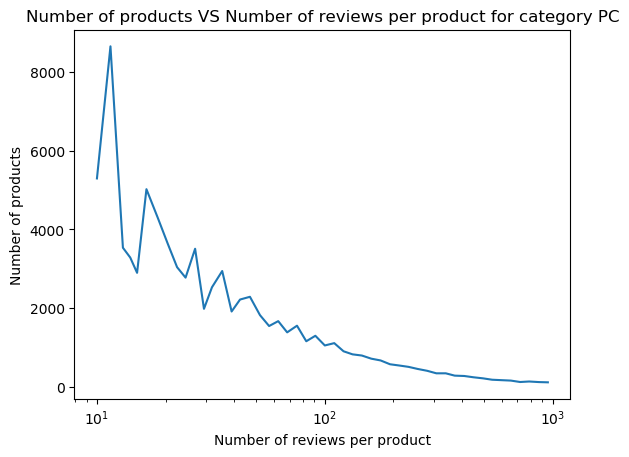 Number of products VS Number of reviews per product for category PC
8000
6000
4000
2000
0
Number of products
10¹
10²
10³
Number of reviews per product